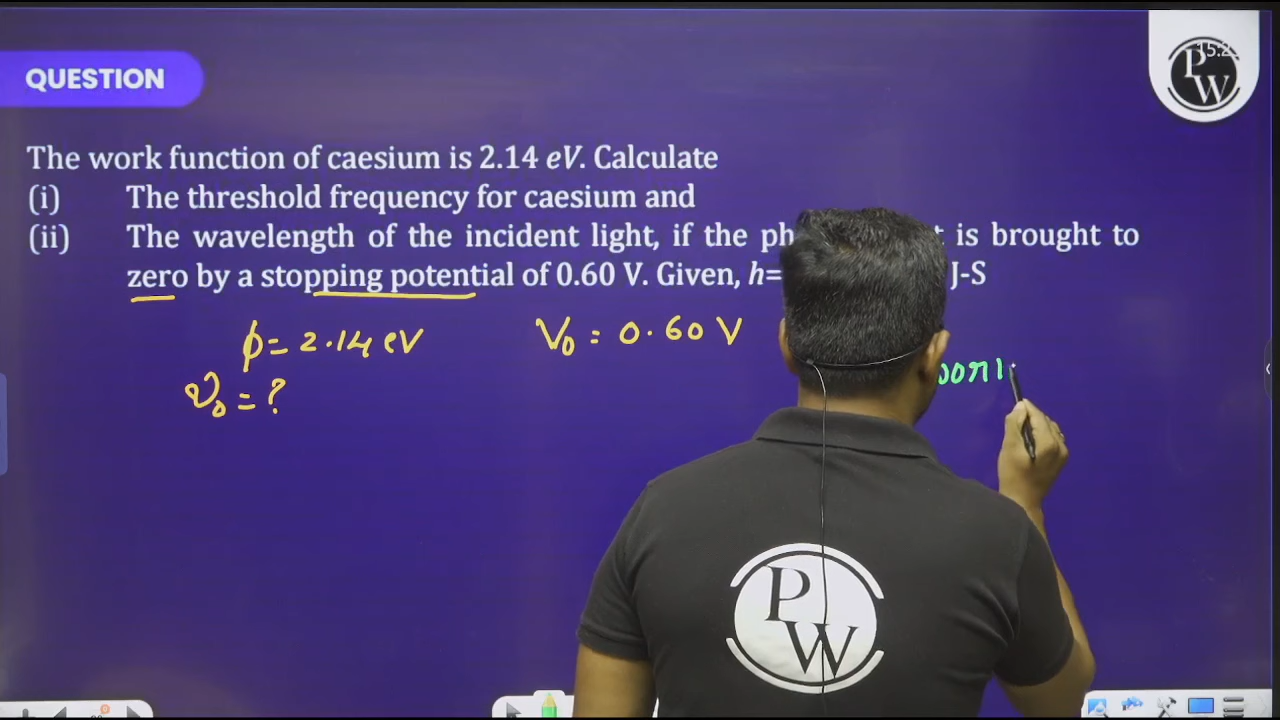 15:2
PW
QUESTION
The work function of caesium is 2.14 eV. Calculate
(i) The threshold frequency for caesium and
(ii) The wavelength of the incident light, if the is brought to
zero by a stopping potential of 0.60 V. Given, h= J-S
ϕ = 2.14 eV V₀ = 0.60 V
ν₀ = ?
PW